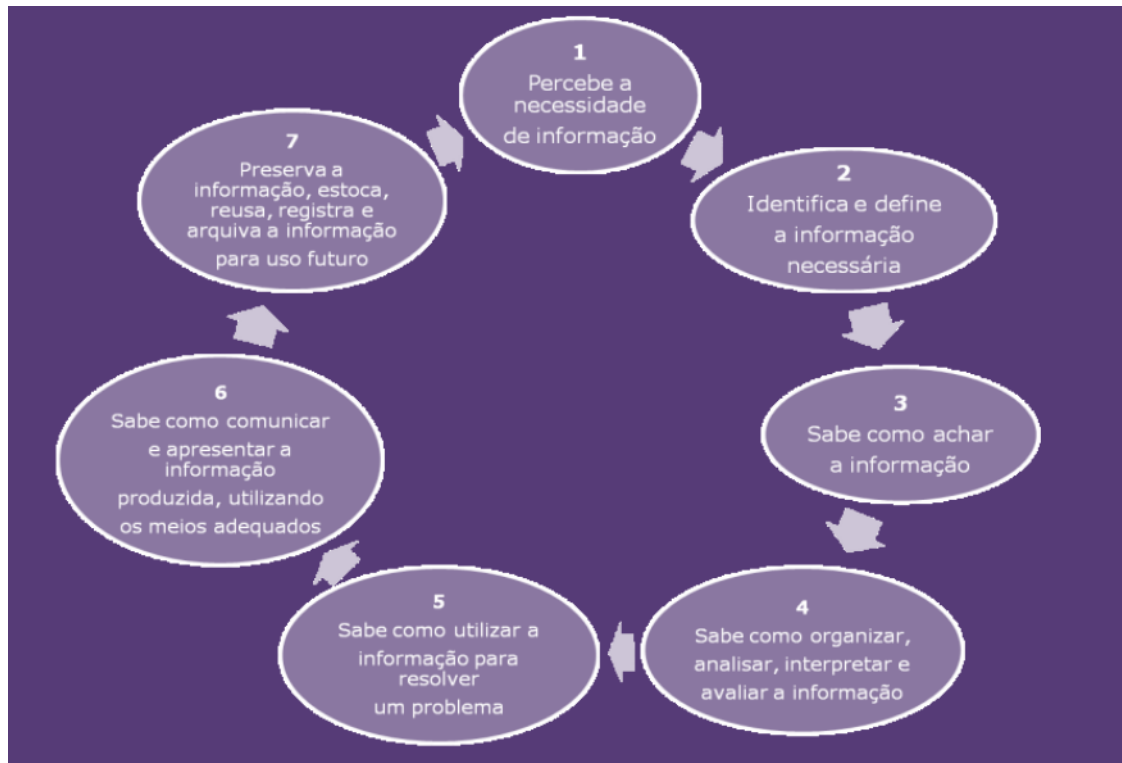 1
Percebe a
necessidade
de informação
2
Identifica e define
a informação
necessária
3
Sabe como achar
a informação
4
Sabe como organizar,
analisar, interpretar e
avaliar a informação
5
Sabe como utilizar a
informação para
resolver
um problema
6
Sabe como comunicar
e apresentar a
informação
produzida, utilizando
os meios adequados
7
Preserva a
informação, estoca,
reusa, registra e
arquiva a informação
para uso futuro